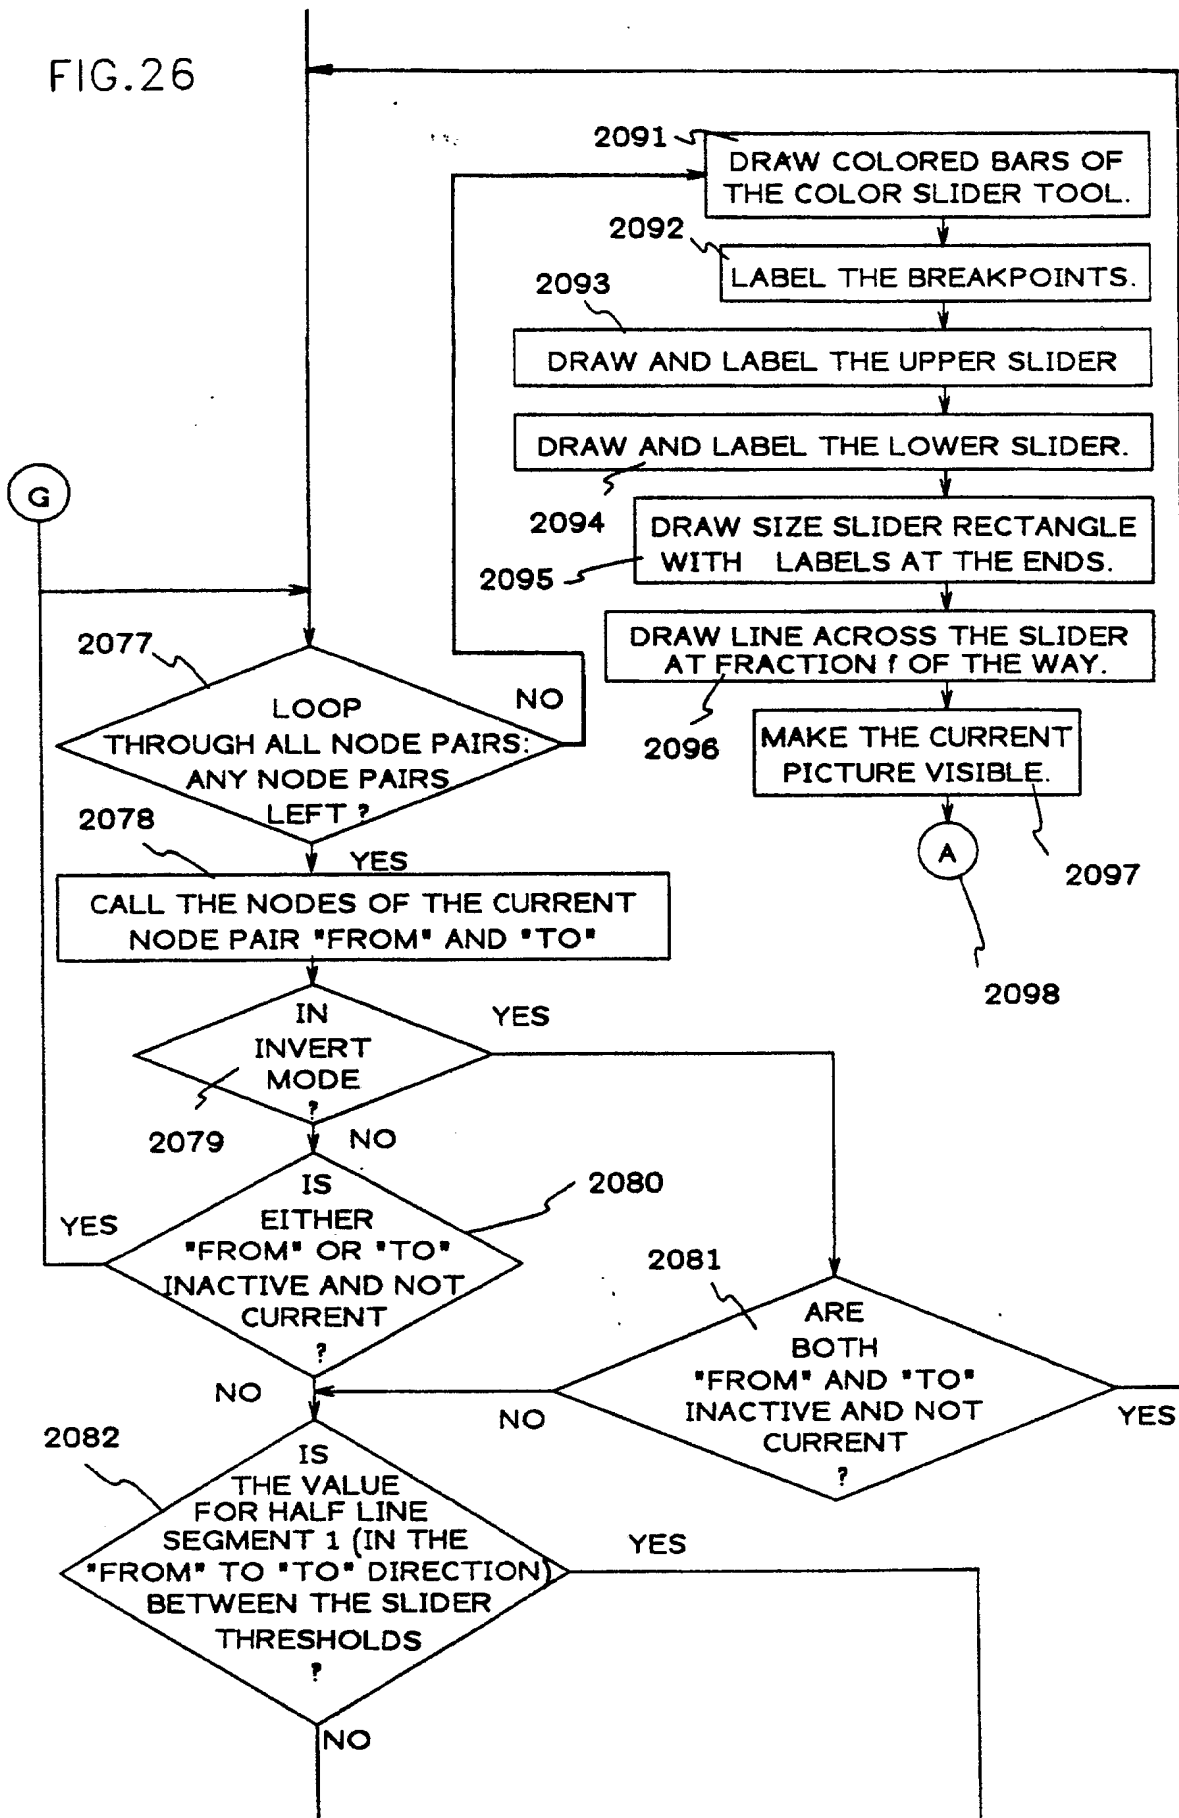 FIG.26
2091
DRAW COLORED BARS OF
THE COLOR SLIDER TOOL.
2092
LABEL THE BREAKPOINTS.
2093
DRAW AND LABEL THE UPPER SLIDER
DRAW AND LABEL THE LOWER SLIDER.
2094
DRAW SIZE SLIDER RECTANGLE
WITH LABELS AT THE ENDS.
2095
DRAW LINE ACROSS THE SLIDER
AT FRACTION f OF THE WAY.
2096
MAKE THE CURRENT
PICTURE VISIBLE.
2097
A
2098
G
2077
LOOP
THROUGH ALL NODE PAIRS:
ANY NODE PAIRS
LEFT ?
NO
YES
2078
CALL THE NODES OF THE CURRENT
NODE PAIR "FROM" AND "TO"
IN
INVERT
MODE
?
YES
2079
NO
IS
EITHER
"FROM" OR "TO"
INACTIVE AND NOT
CURRENT
?
2080
YES
NO
2081
ARE
BOTH
"FROM" AND "TO"
INACTIVE AND NOT
CURRENT
?
NO
YES
2082
IS
THE VALUE
FOR HALF LINE
SEGMENT 1 (IN THE
"FROM" TO "TO" DIRECTION)
BETWEEN THE SLIDER
THRESHOLDS
?
YES
NO